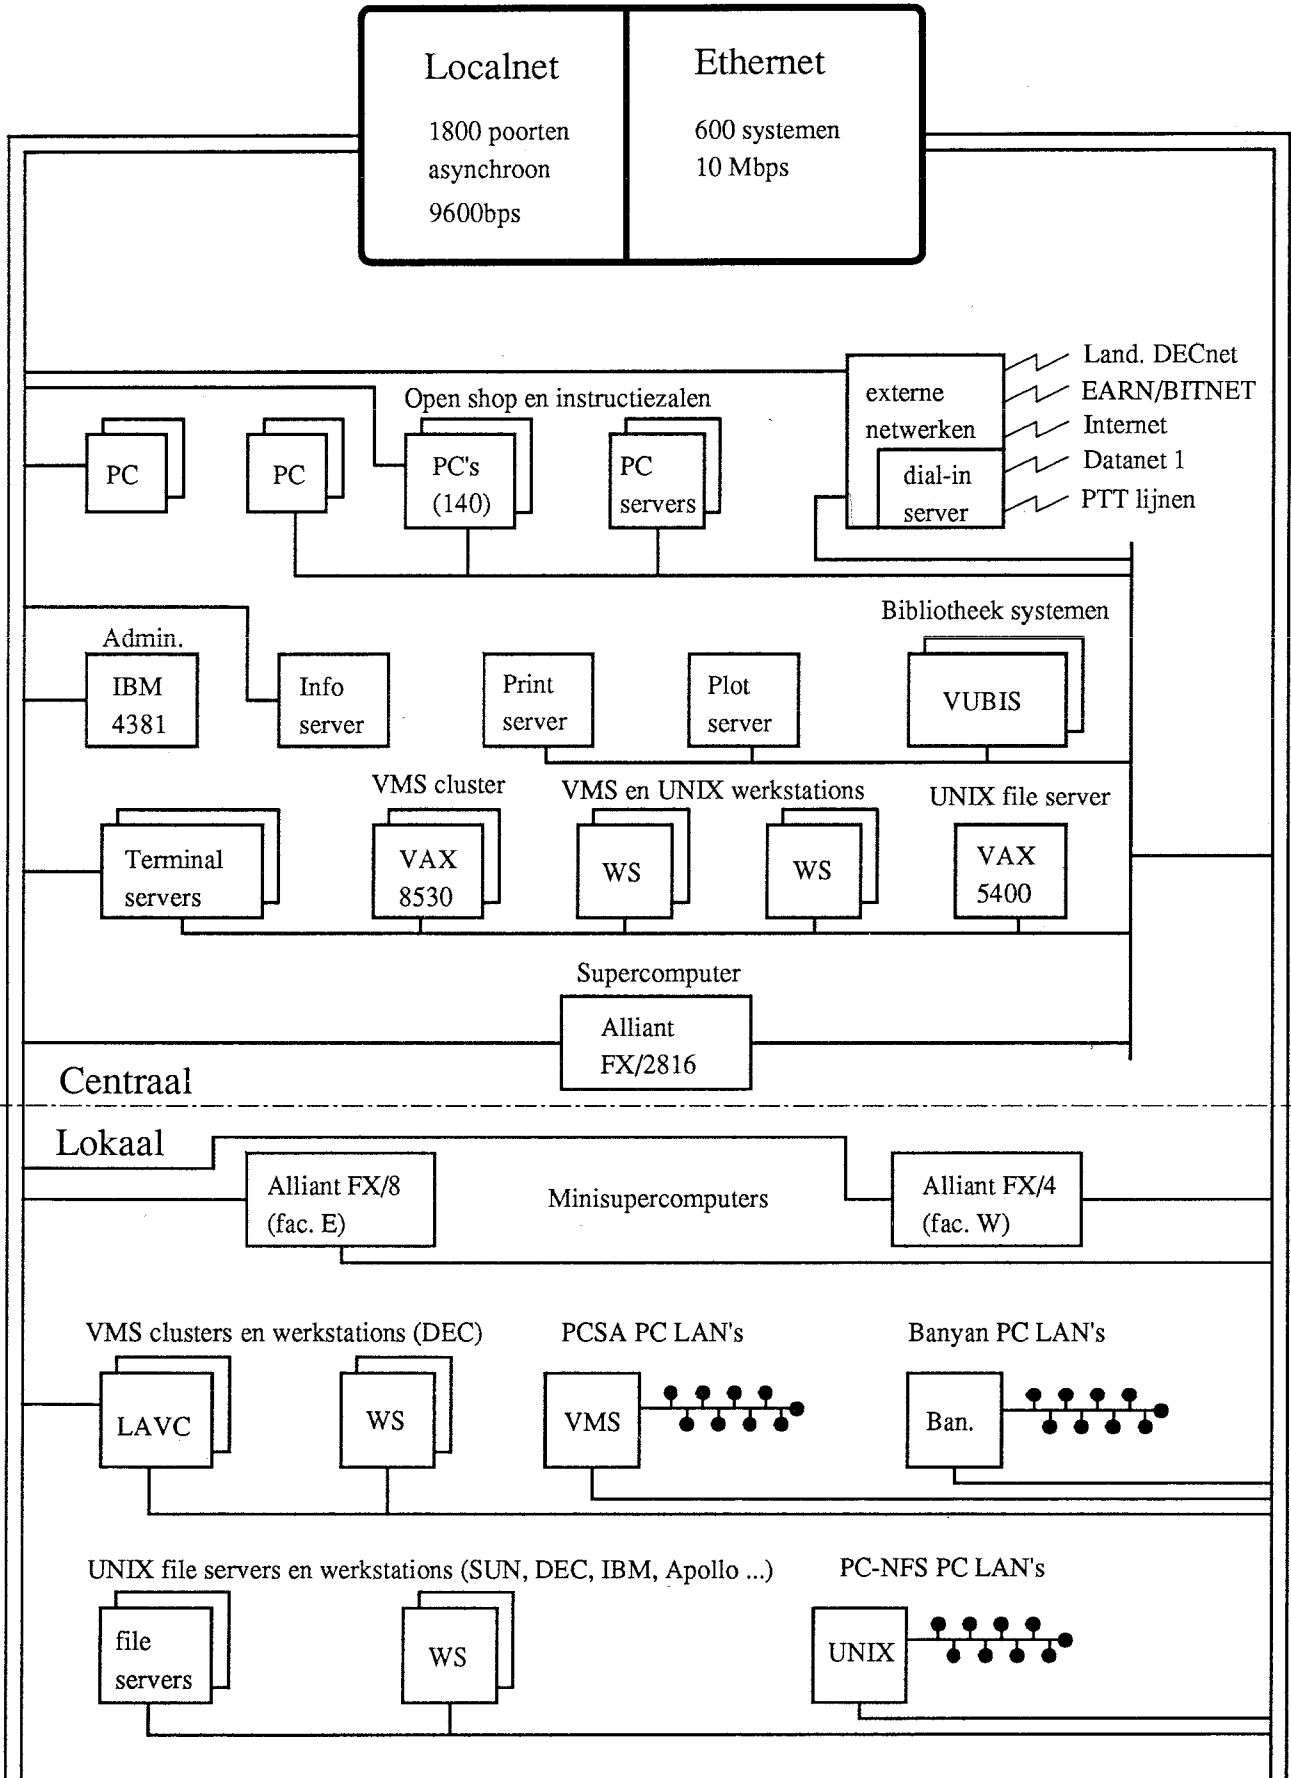 Localnet
1800 poorten
asynchroon
9600bps
Ethernet
600 systemen
10 Mbps
Land. DECnet
EARN/BITNET
Internet
Datanet 1
PTT lijnen
externe
netwerken
dial-in
server
Open shop en instructiezalen
PC
PC
PC's
(140)
PC
servers
Bibliotheek systemen
Admin.
IBM
4381
Info
server
Print
server
Plot
server
VUBIS
VMS cluster
VMS en UNIX werkstations
UNIX file server
Terminal
servers
VAX
8530
WS
WS
VAX
5400
Supercomputer
Alliant
FX/2816
Centraal
Lokaal
Alliant FX/8
(fac. E)
Minisupercomputers
Alliant FX/4
(fac. W)
VMS clusters en werkstations (DEC)
PCSA PC LAN's
Banyan PC LAN's
LAVC
WS
VMS
Ban.
UNIX file servers en werkstations (SUN, DEC, IBM, Apollo ...)
PC-NFS PC LAN's
file
servers
WS
UNIX